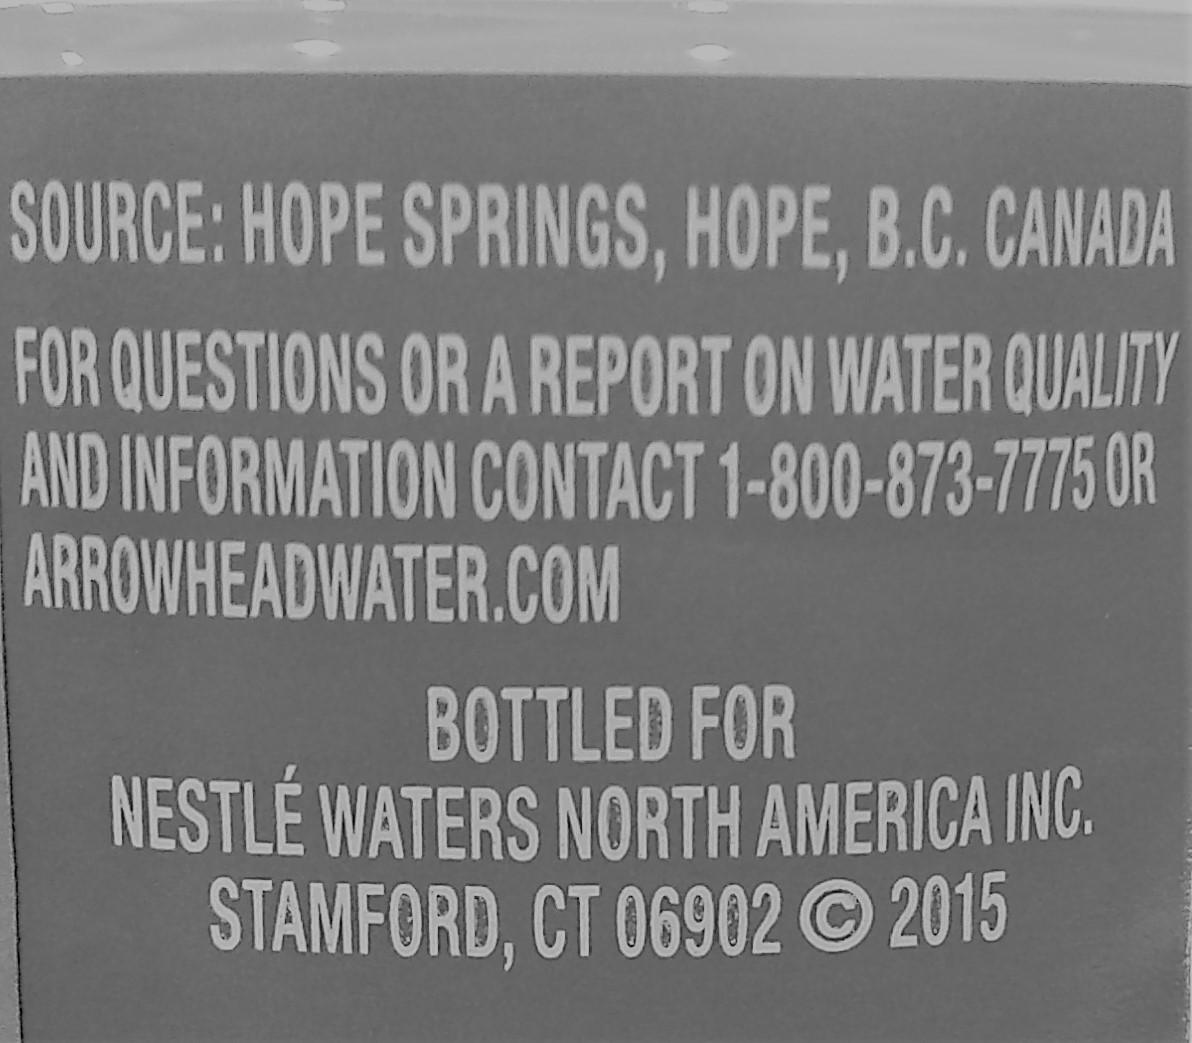 SOURCE: HOPE SPRINGS, HOPE, B.C. CANADA
FOR QUESTIONS OR A REPORT ON WATER QUALITY
AND INFORMATION CONTACT 1-800-873-7775 OR
ARROWHEADWATER.COM
BOTTLED FOR
NESTLÉ WATERS NORTH AMERICA INC.
STAMFORD, CT 06902 © 2015